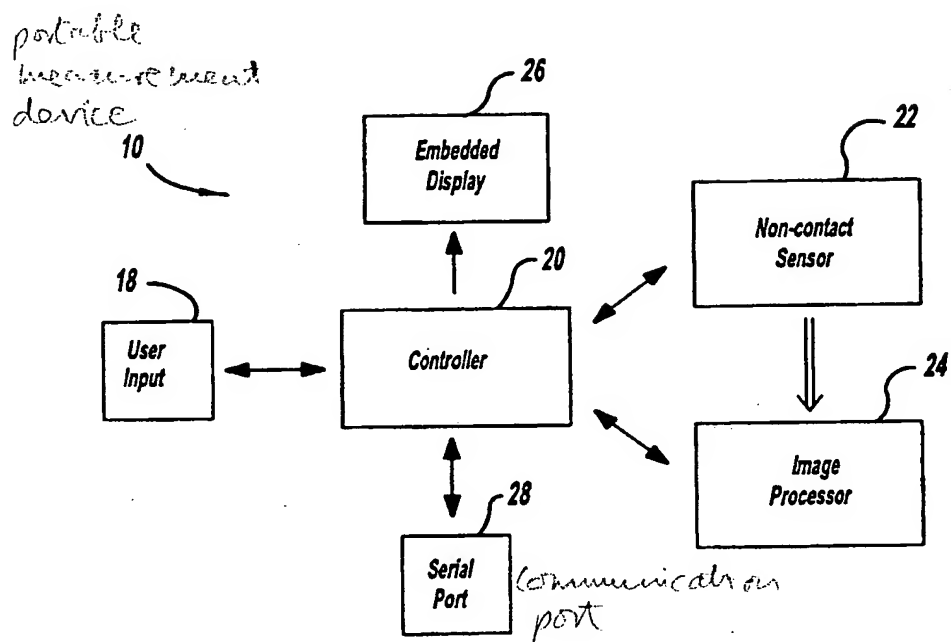 portable
measurement
device
10
26
Embedded
Display
22
Non-contact
Sensor
18
User
Input
20
Controller
24
Image
Processor
28
Serial
Port
communication
port